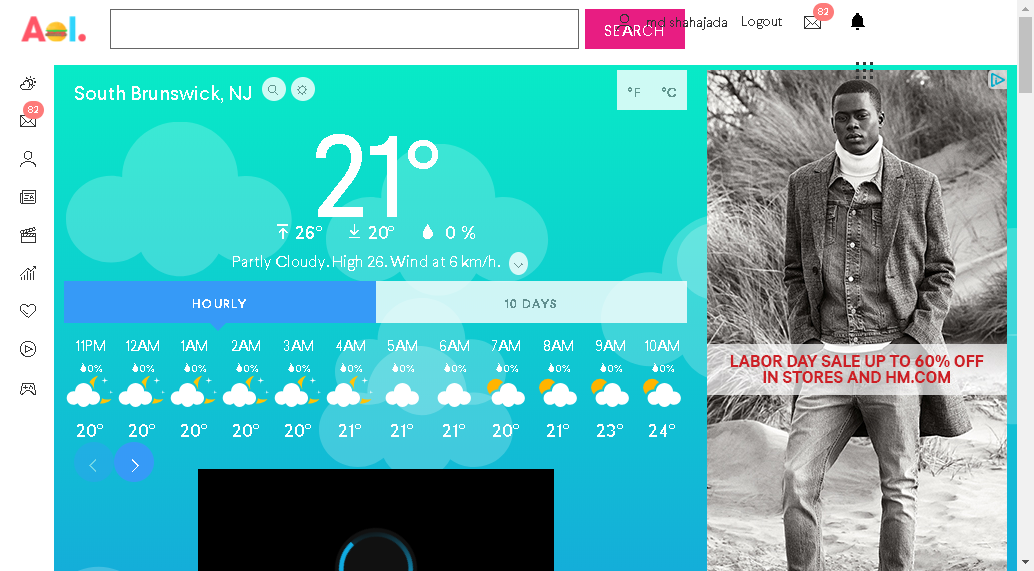 Aol.
SEARCH
md shahajada
Logout
82
82
South Brunswick, NJ
°F °C
21°
26° 20° 0 %
Partly Cloudy. High 26. Wind at 6 km/h.
HOURLY
10 DAYS
11PM 12AM 1AM 2AM 3AM 4AM 5AM 6AM 7AM 8AM 9AM 10AM
0% 0% 0% 0% 0% 0% 0% 0% 0% 0% 0% 0%
20° 20° 20° 20° 20° 21° 21° 21° 20° 21° 23° 24°
LABOR DAY SALE UP TO 60% OFF
IN STORES AND HM.COM